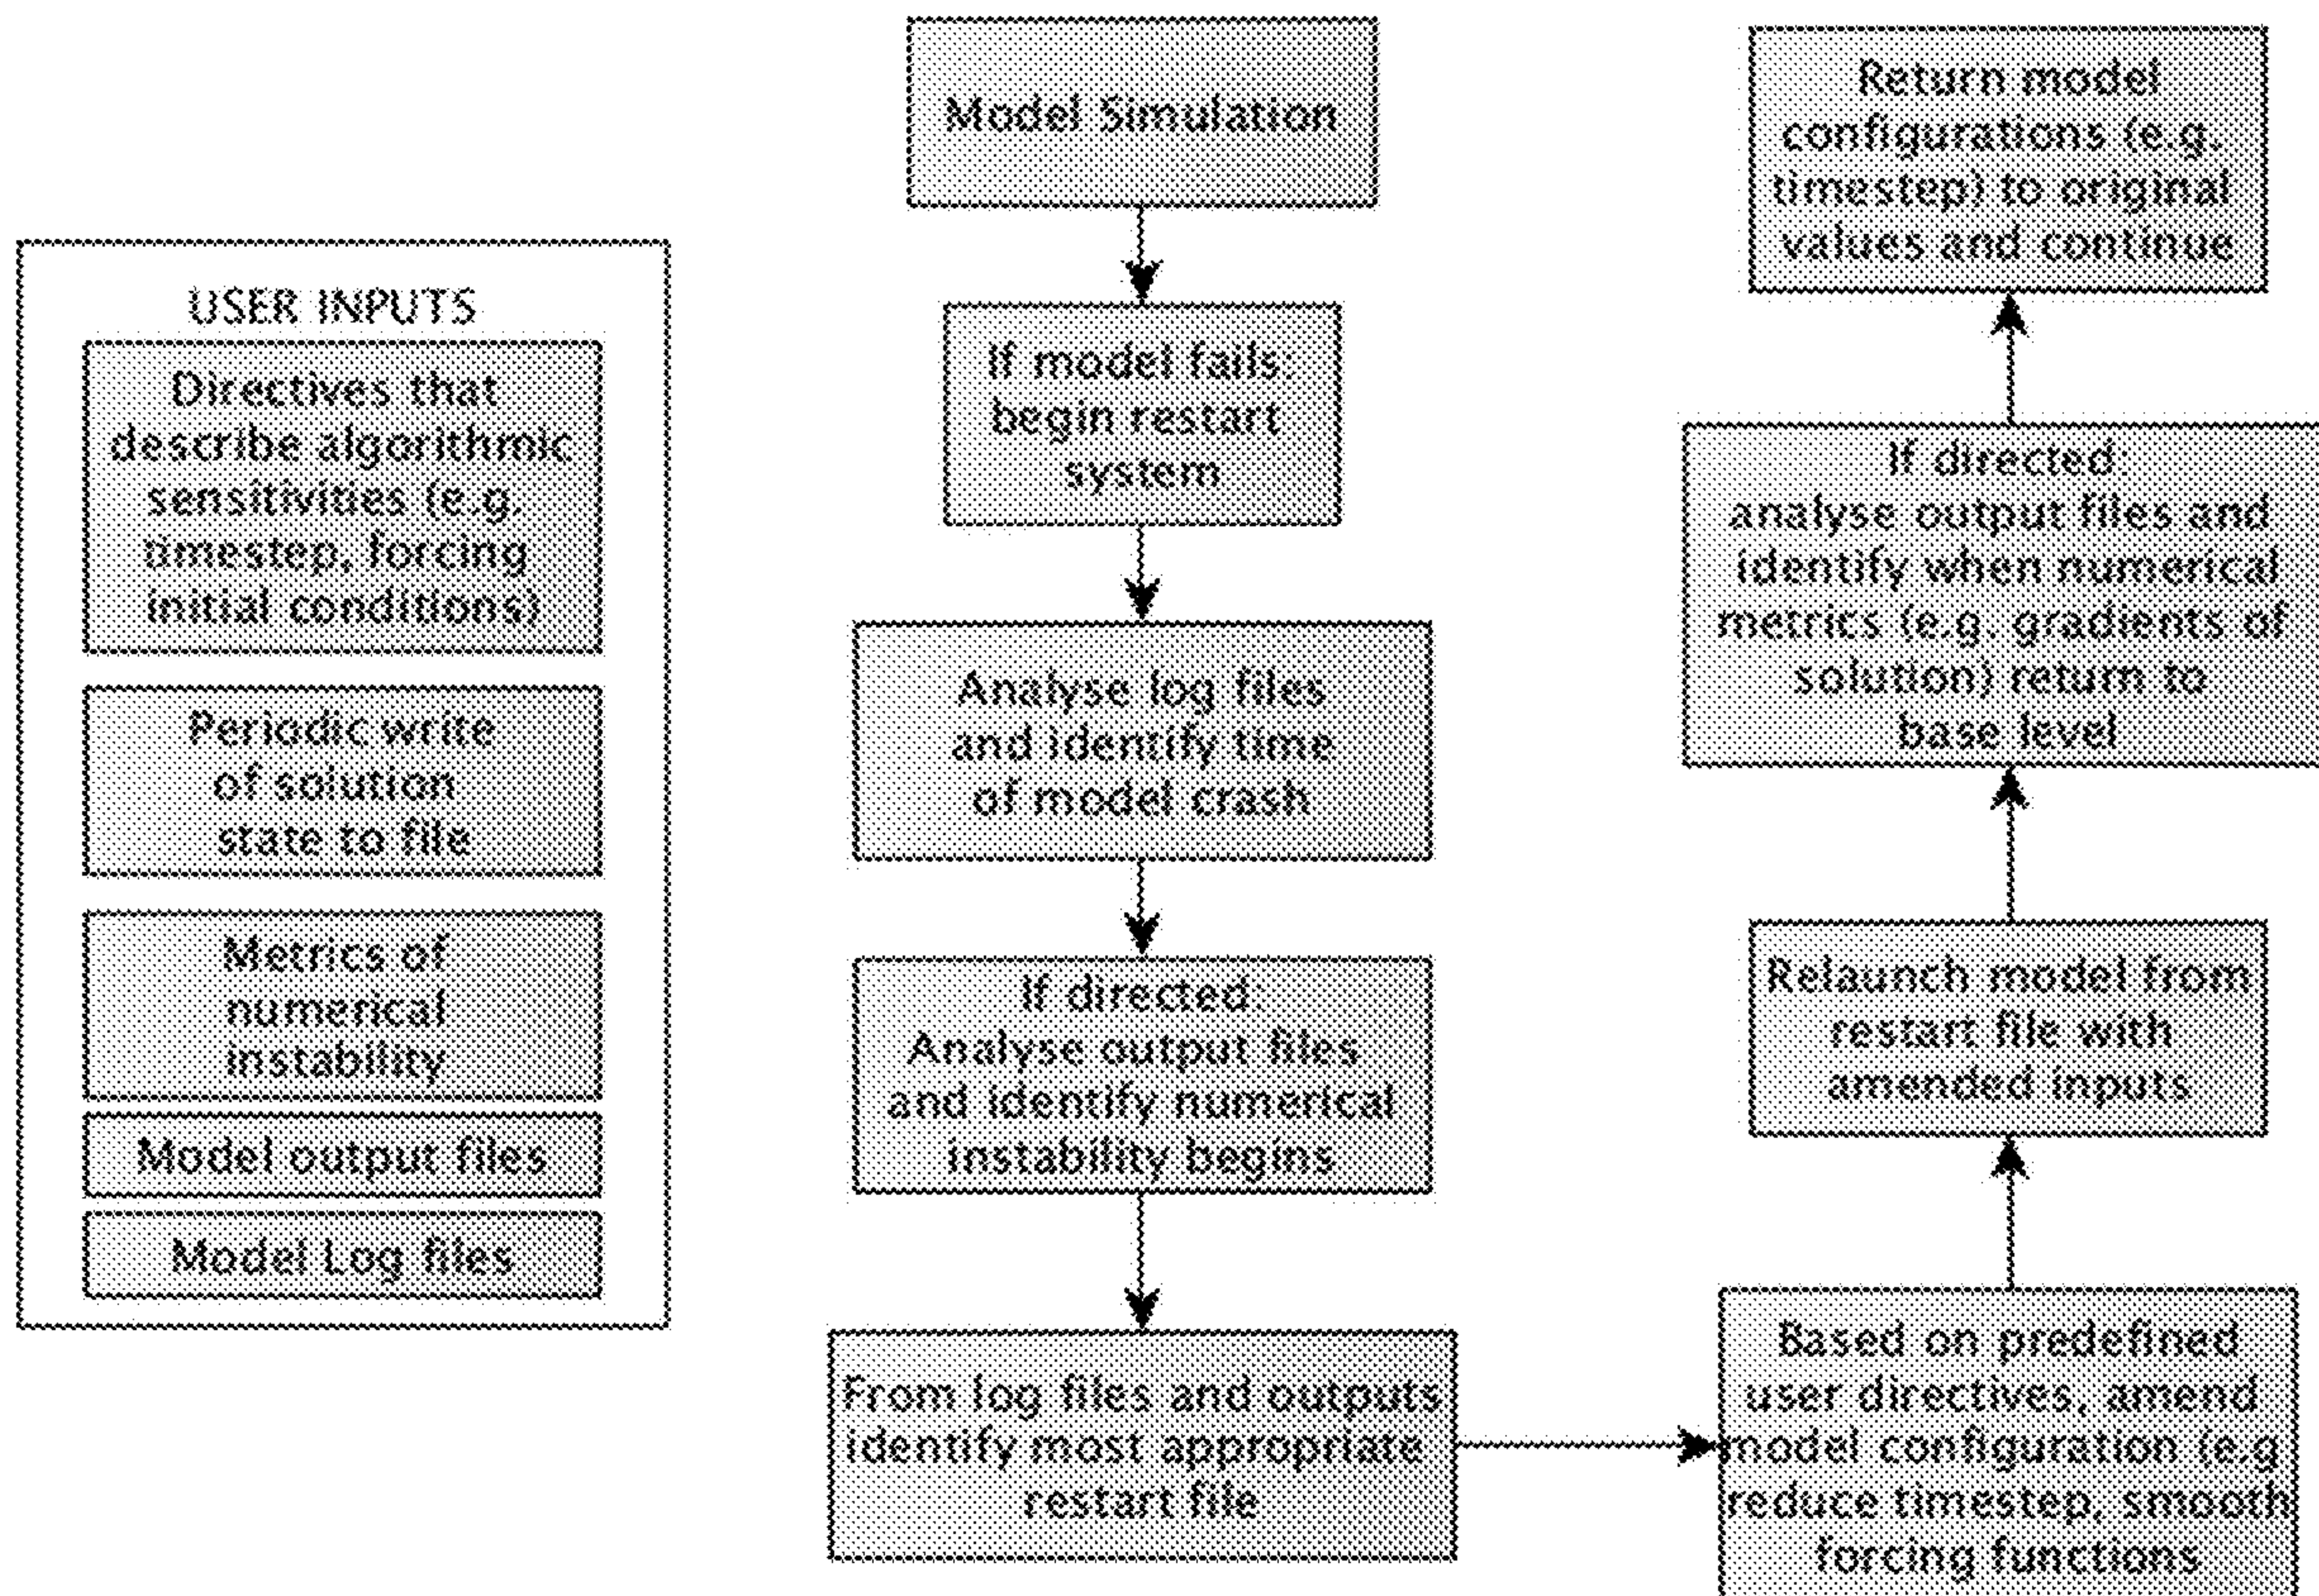 USER INPUTS
Directives that
describe algorithmic
sensitivities (e.g.
timestep, forcing
initial conditions)
Periodic write
of solution
state to file
Metrics of
numerical
instability
Model output files
Model Log files
Model Simulation
If model fails:
begin restart
system
Analyse log files
and identify time
of model crash
If directed:
Analyse output files
and identify numerical
instability begins
From log files and outputs
identify most appropriate
restart file
Based on predefined
user directives, amend
model configuration (e.g
reduce timestep, smooth
forcing functions
Relaunch model from
restart file with
amended inputs
If directed:
analyse output files and
identify when numerical
metrics (e.g. gradients of
solution) return to
base level
Return model
configurations (e.g.
timestep) to original
values and continue